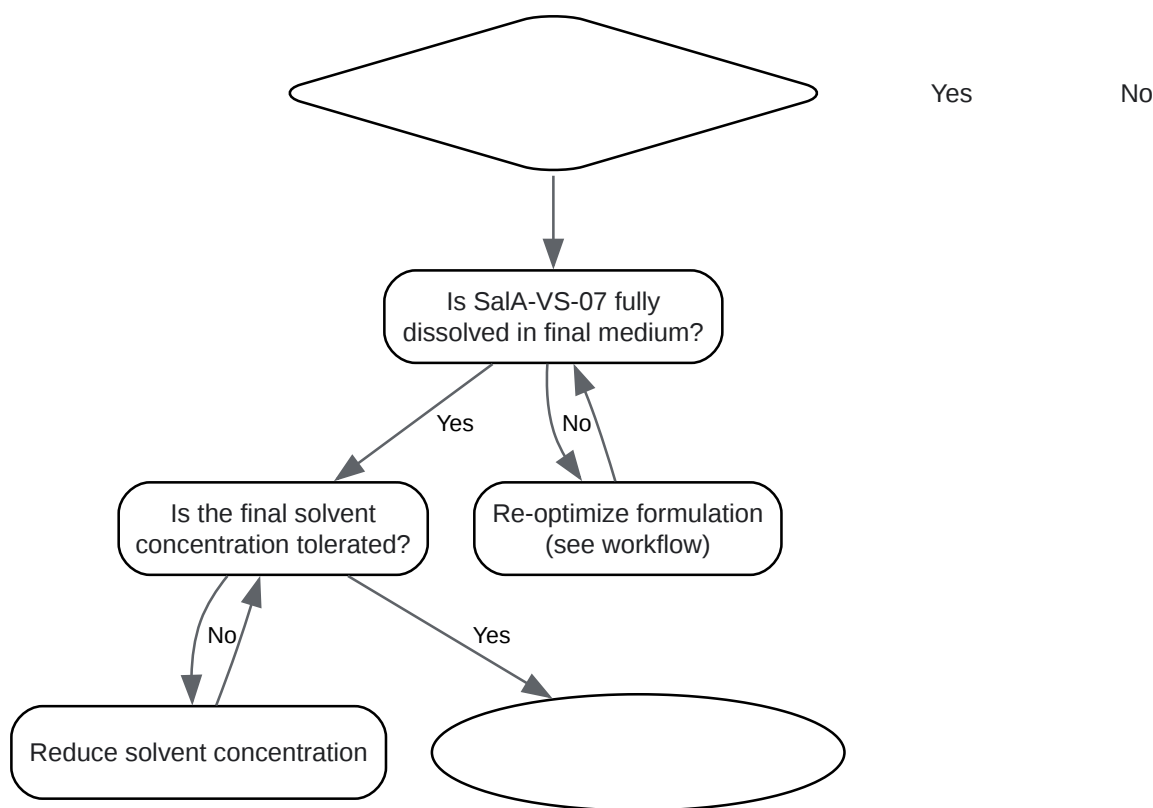 Yes
No
Is SalA-VS-07 fully
dissolved in final medium?
Yes
No
Is the final solvent
concentration tolerated?
Re-optimize formulation
(see workflow)
No
Yes
Reduce solvent concentration